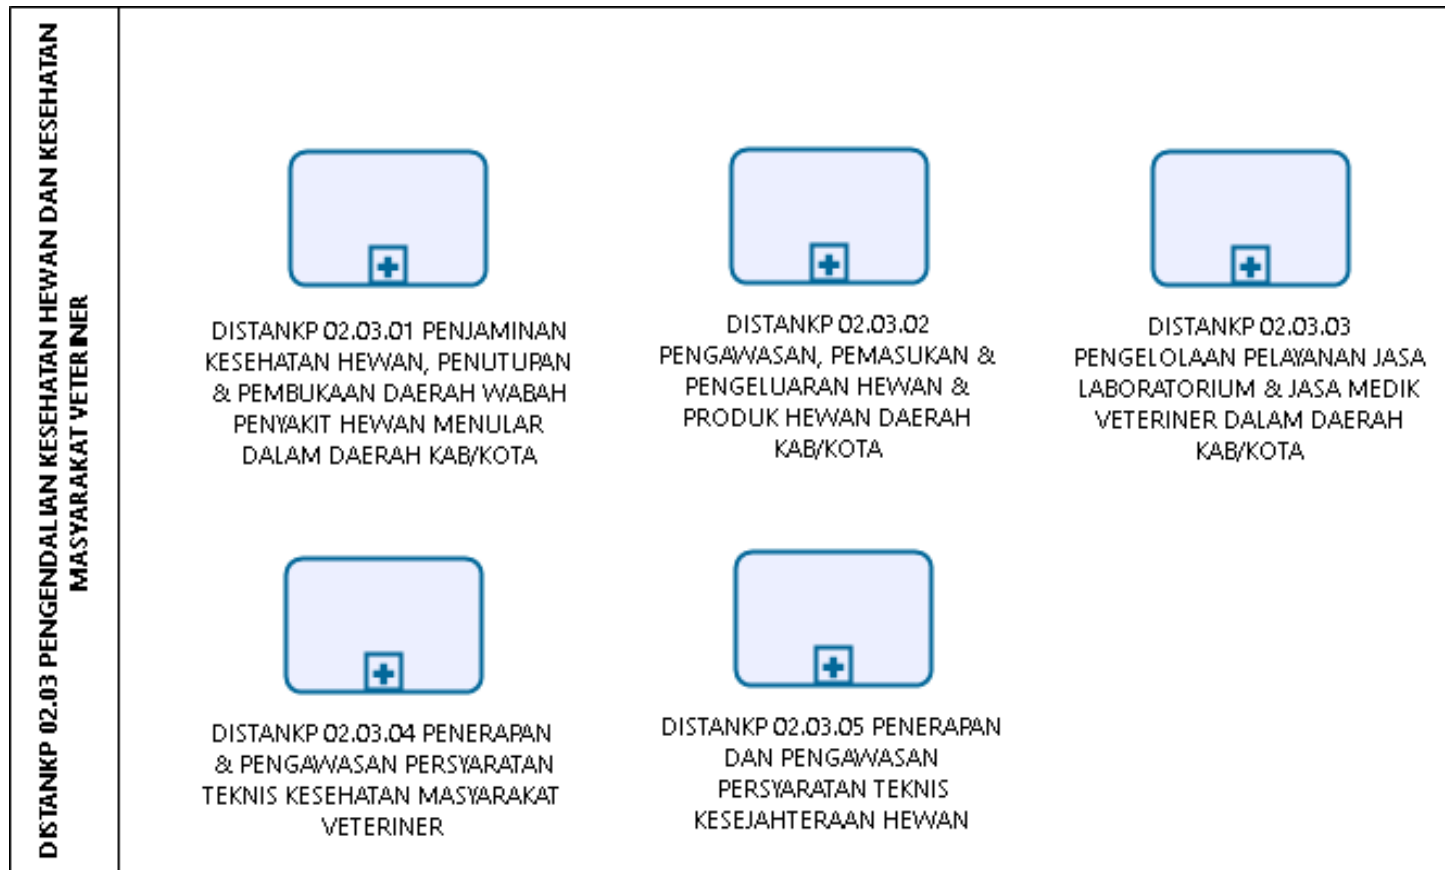 DISTANKP 02.03 PENGENDALIAN KESEHATAN HEWAN DAN KESEHATAN
MASYARAKAT VETERINER
DISTANKP 02.03.01 PENJAMINAN
KESEHATAN HEWAN, PENUTUPAN
& PEMBUKAAN DAERAH WABAH
PENYAKIT HEWAN MENULAR
DALAM DAERAH KAB/KOTA
DISTANKP 02.03.02
PENGAWASAN, PEMASUKAN &
PENGELUARAN HEWAN &
PRODUK HEWAN DAERAH
KAB/KOTA
DISTANKP 02.03.03
PENGELOLAAN PELAYANAN JASA
LABORATORIUM & JASA MEDIK
VETERINER DALAM DAERAH
KAB/KOTA
DISTANKP 02.03.04 PENERAPAN
& PENGAWASAN PERSYARATAN
TEKNIS KESEHATAN MASYARAKAT
VETERINER
DISTANKP 02.03.05 PENERAPAN
DAN PENGAWASAN
PERSYARATAN TEKNIS
KESEJAHTERAAN HEWAN